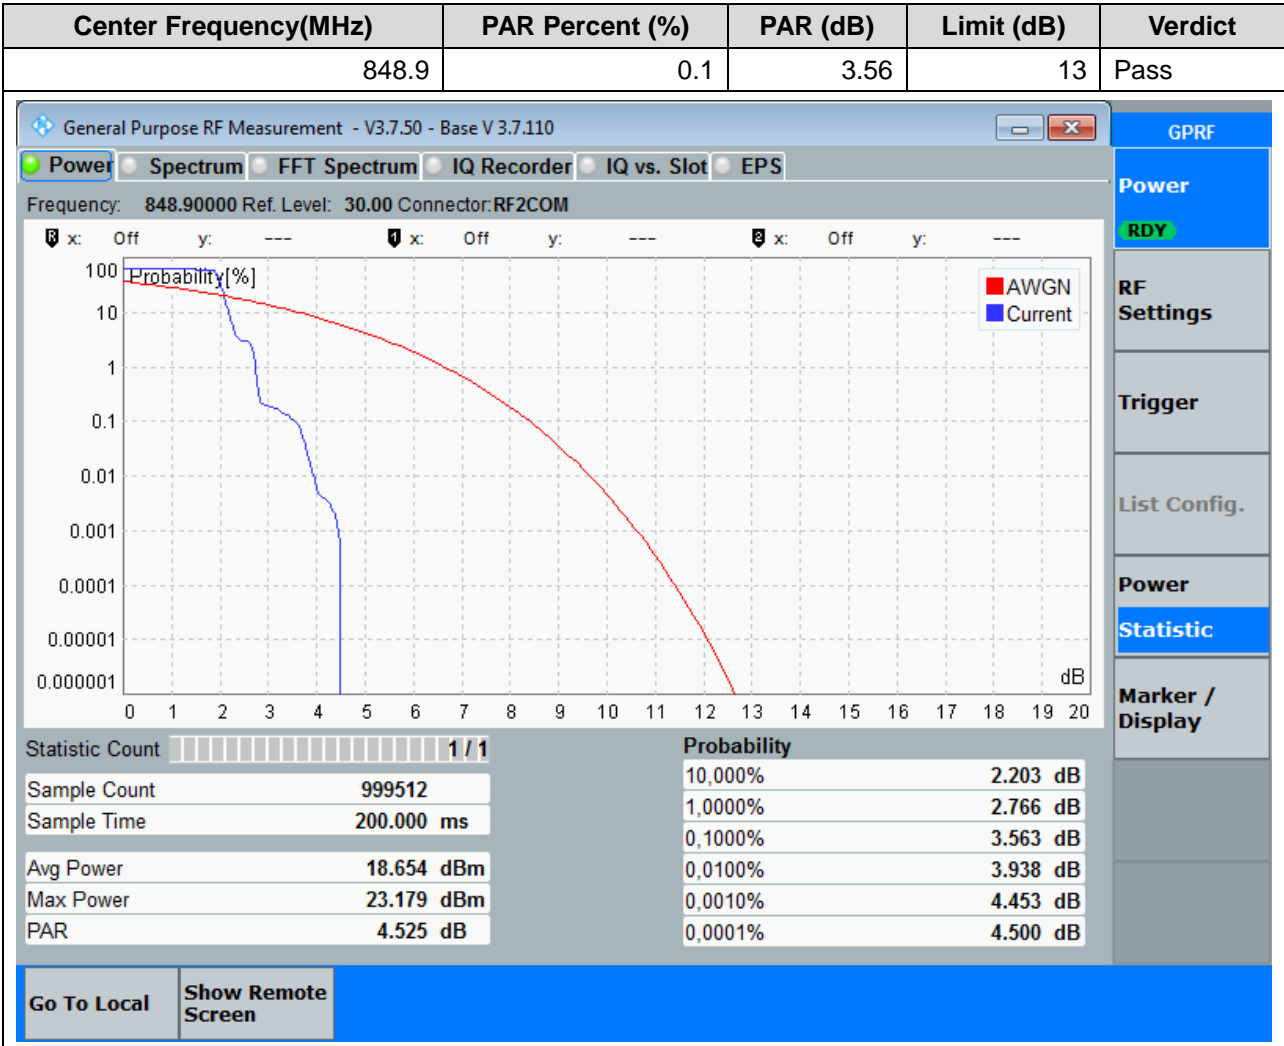 Center Frequency(MHz) PAR Percent (%) PAR (dB) Limit (dB) Verdict
848.9 0.1 3.56 13 Pass
General Purpose RF Measurement - V3.7.50 - Base V 3.7.110
GPRF
Power Spectrum FFT Spectrum IQ Recorder IQ vs. Slot EPS
Frequency: 848.90000 Ref. Level: 30.00 Connector: RF2COM
R x: Off y: --- 1 x: Off y: --- 2 x: Off y: ---
Probability[%]
AWGN
Current
100
10
1
0.1
0.01
0.001
0.0001
0.00001
0.000001
dB
0 1 2 3 4 5 6 7 8 9 10 11 12 13 14 15 16 17 18 19 20
Statistic Count 1 / 1
Sample Count 999512
Sample Time 200.000 ms
Avg Power 18.654 dBm
Max Power 23.179 dBm
PAR 4.525 dB
Probability
10,000% 2.203 dB
1,0000% 2.766 dB
0,1000% 3.563 dB
0,0100% 3.938 dB
0,0010% 4.453 dB
0,0001% 4.500 dB
Power
RDY
RF
Settings
Trigger
List Config.
Power
Statistic
Marker /
Display
Go To Local
Show Remote
Screen